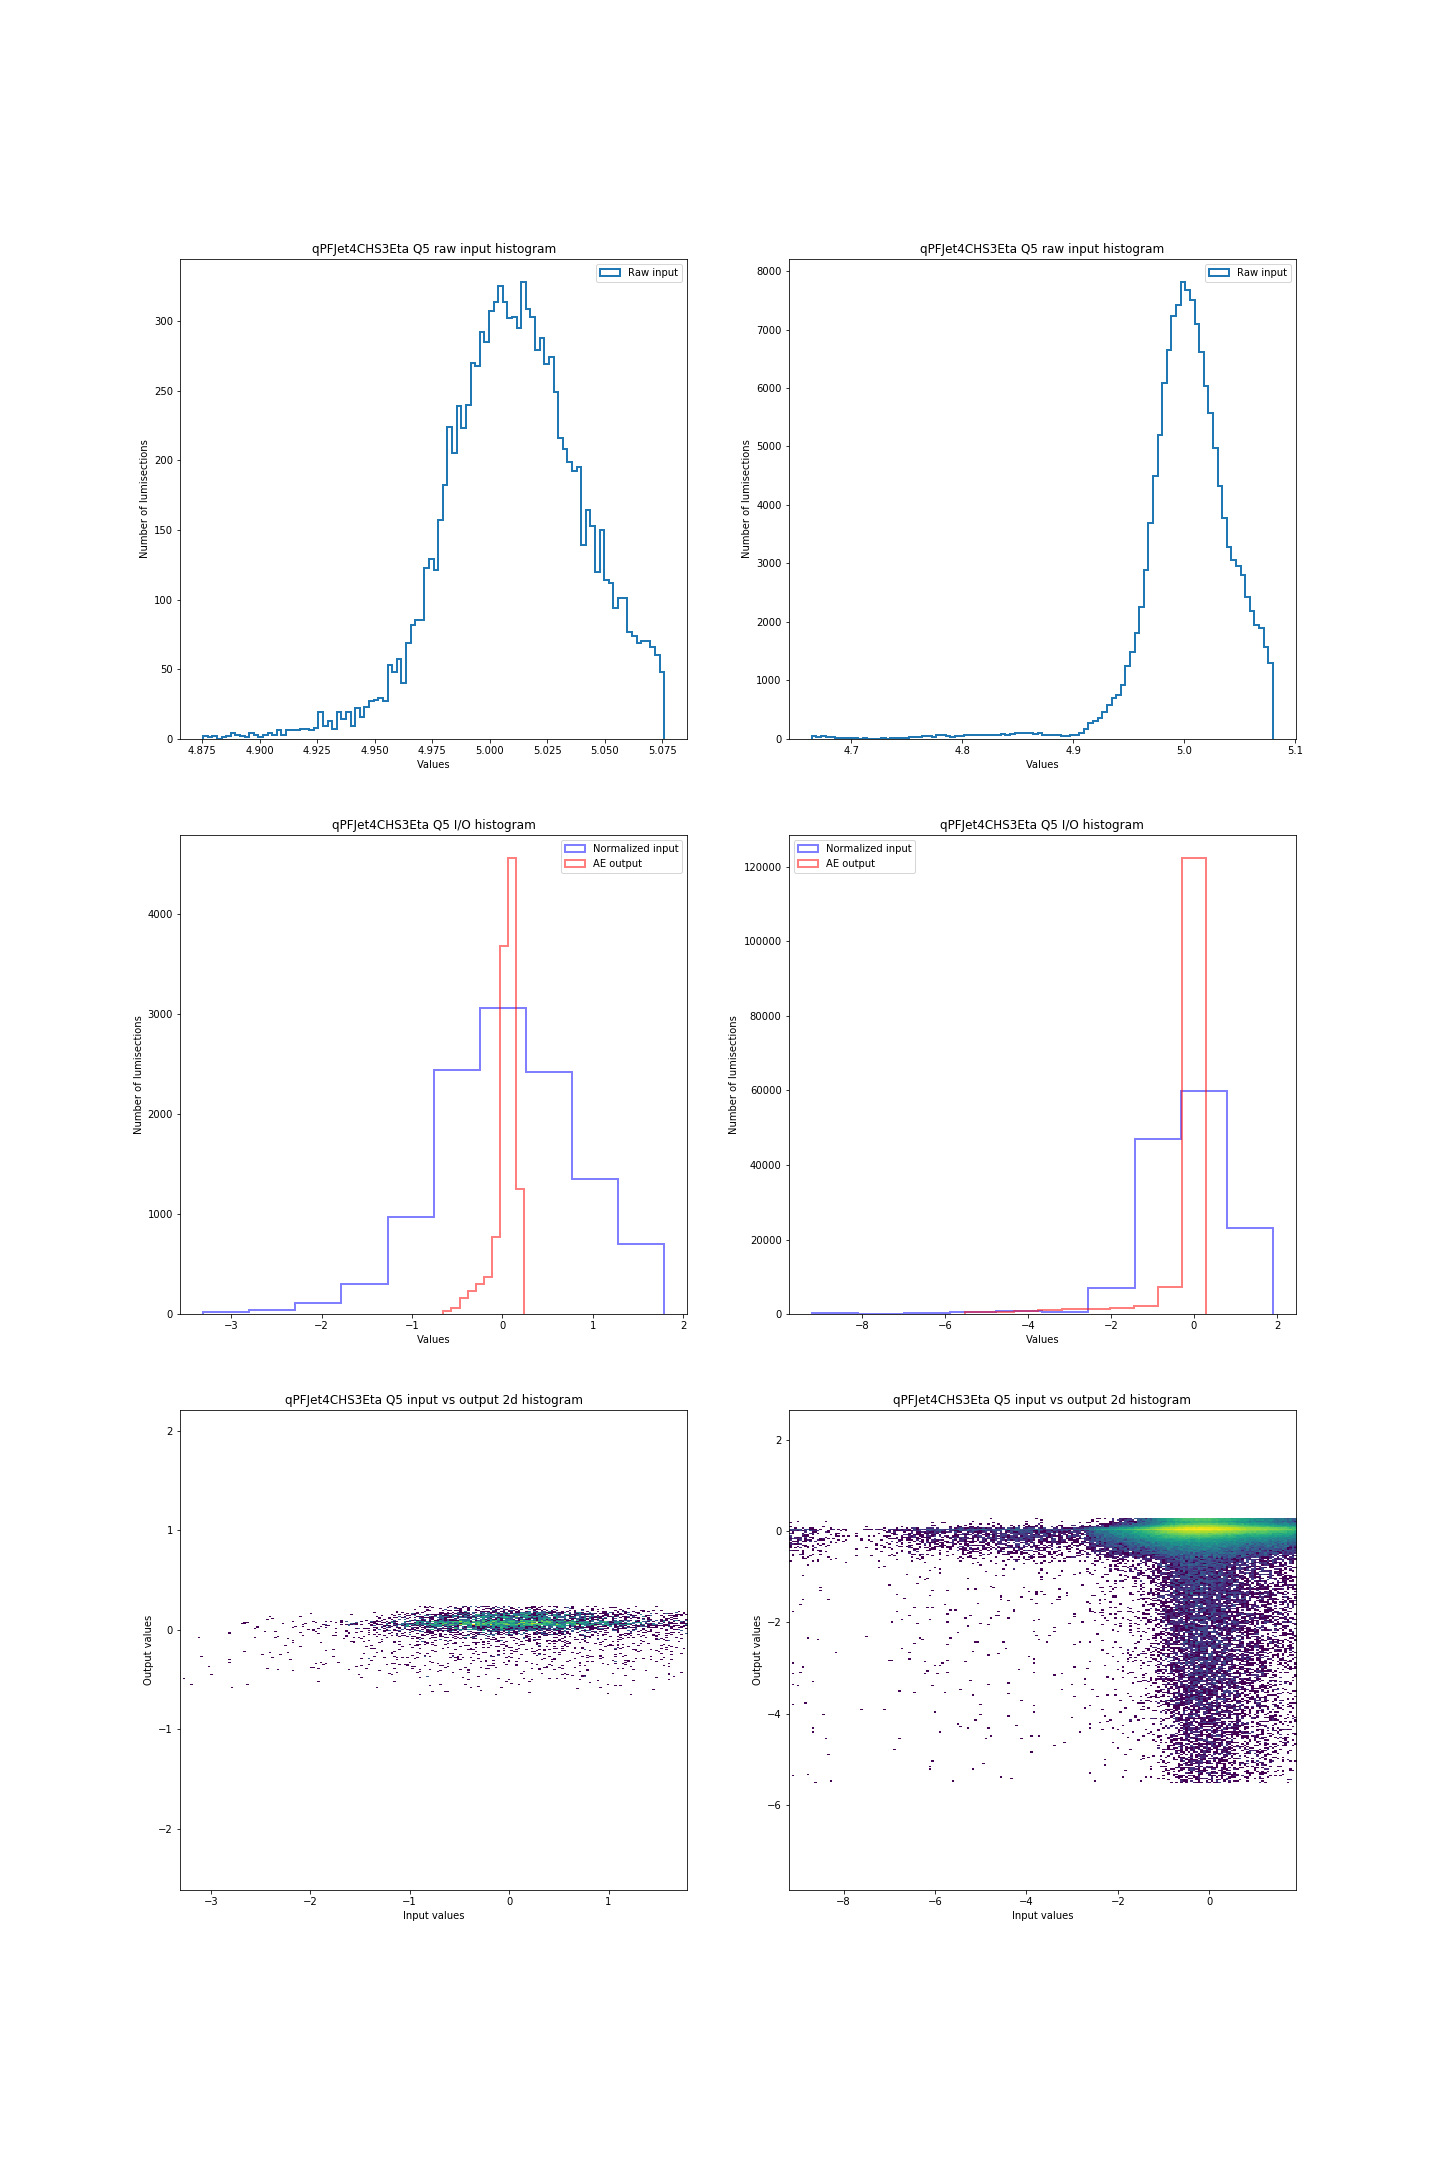 qPFJet4CHS3Eta Q5 raw input histogram
Raw input
Number of lumisections
300
250
200
150
100
50
0
4.875 4.900 4.925 4.950 4.975 5.000 5.025 5.050 5.075
Values
qPFJet4CHS3Eta Q5 raw input histogram
Raw input
Number of lumisections
8000
7000
6000
5000
4000
3000
2000
1000
0
4.7 4.8 4.9 5.0 5.1
Values
qPFJet4CHS3Eta Q5 I/O histogram
Normalized input
AE output
Number of lumisections
4000
3000
2000
1000
0
−3 −2 −1 0 1 2
Values
qPFJet4CHS3Eta Q5 I/O histogram
Normalized input
AE output
Number of lumisections
120000
100000
80000
60000
40000
20000
0
−8 −6 −4 −2 0 2
Values
qPFJet4CHS3Eta Q5 input vs output 2d histogram
Output values
2
1
0
−1
−2
−3 −2 −1 0 1
Input values
qPFJet4CHS3Eta Q5 input vs output 2d histogram
Output values
2
0
−2
−4
−6
−8 −6 −4 −2 0
Input values